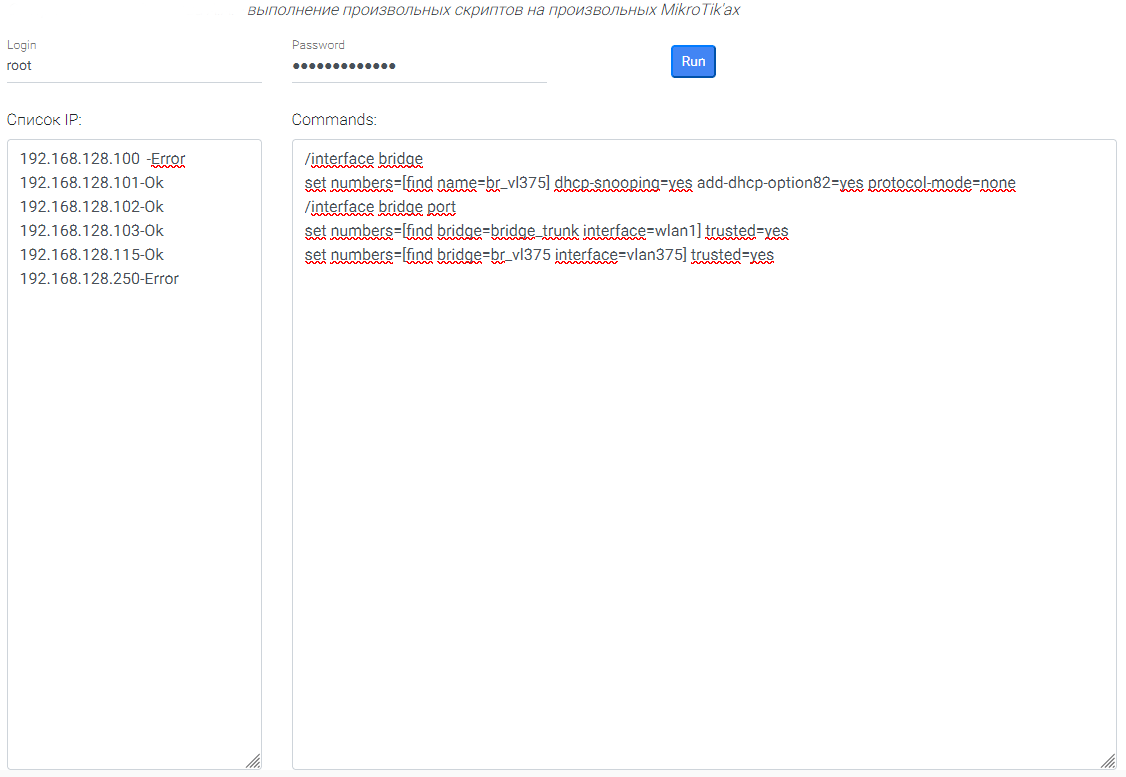 выполнение произвольных скриптов на произвольных MikroTik'ах
Login
root
Password
•••••••••••••
Run
Список IP:
192.168.128.100 -Error
192.168.128.101-Ok
192.168.128.102-Ok
192.168.128.103-Ok
192.168.128.115-Ok
192.168.128.250-Error
Commands:
/interface bridge
set numbers=[find name=br_vl375] dhcp-snooping=yes add-dhcp-option82=yes protocol-mode=none
/interface bridge port
set numbers=[find bridge=bridge_trunk interface=wlan1] trusted=yes
set numbers=[find bridge=br_vl375 interface=vlan375] trusted=yes